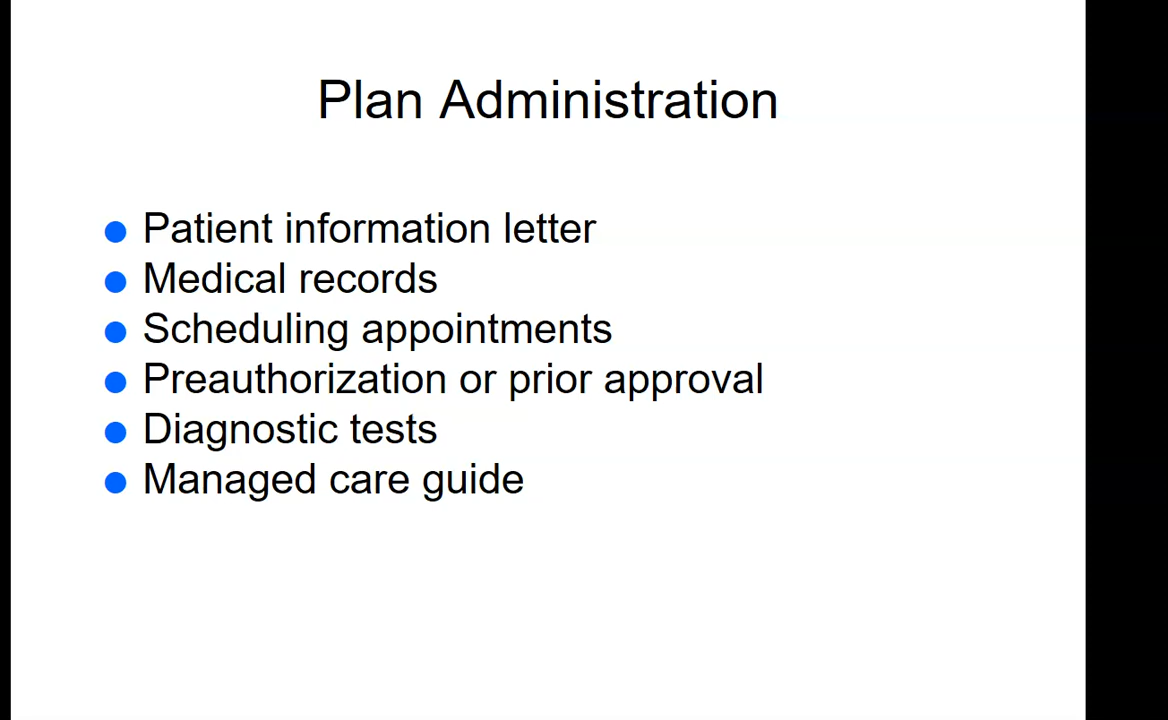 Plan Administration
Patient information letter
Medical records
Scheduling appointments
Preauthorization or prior approval
Diagnostic tests
Managed care guide